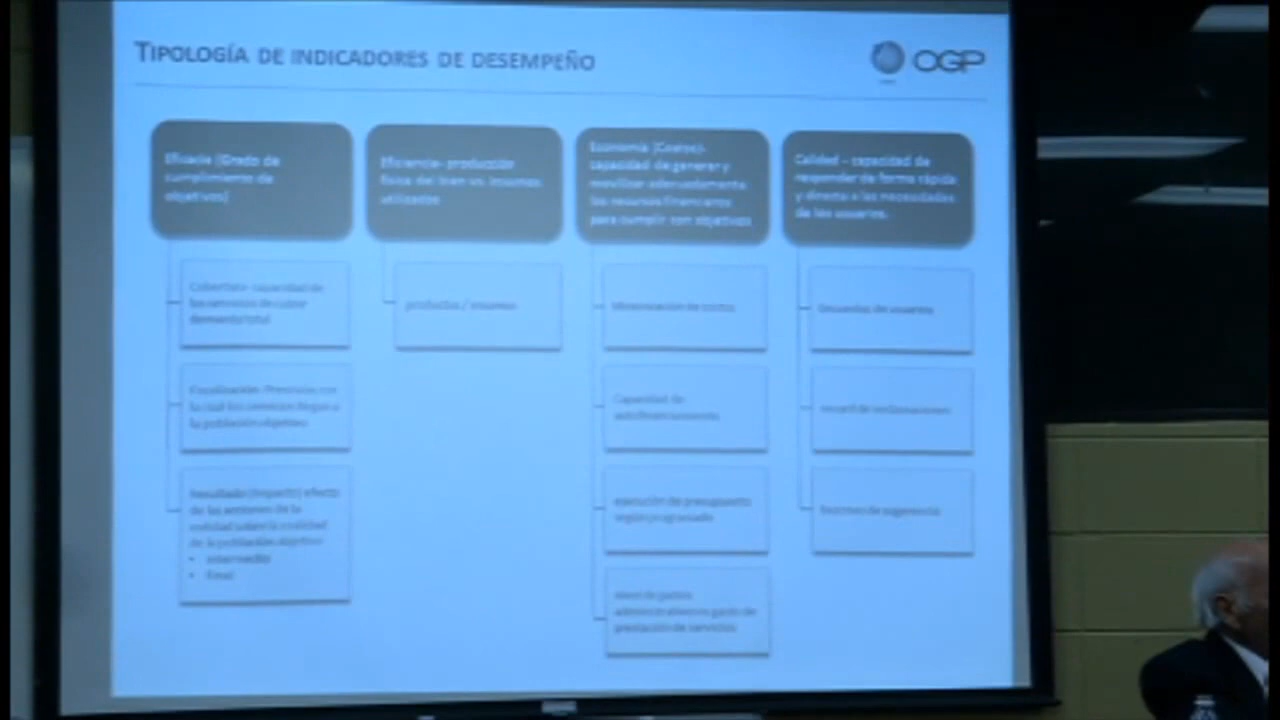 TIPOLOGÍA DE INDICADORES DE DESEMPEÑO
OGP
Eficacia (Grado de
cumplimiento de
objetivos)
Cobertura- capacidad de
los servicios de cubrir
demanda total
Focalización- Precisión con
la cual los servicios llegan a
la población objetivo
Resultado (Impacto) efecto
de las acciones de la
entidad sobre la realidad
de la población objetivo
• intermedio
• Final
Eficiencia- producción
física del bien vs. insumos
utilizados
productos / insumos
Economía (Costos)-
capacidad de generar y
movilizar adecuadamente
los recursos financieros
para cumplir con objetivos
Minimización de costos
Capacidad de
autofinanciamiento
ejecución de presupuesto
según programado
Nivel de gastos
administrativos vs gasto de
prestación de servicios
Calidad – capacidad de
responder de forma rápida
y directa a las necesidades
de los usuarios.
Encuestas de usuarios
record de reclamaciones
Buzones de sugerencia